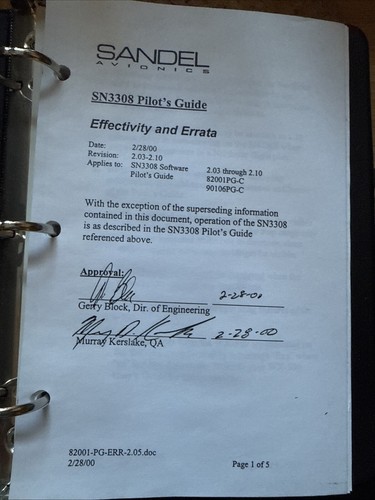 SANDEL
AVIONICS
SN3308 Pilot's Guide
Effectivity and Errata
Date: 2/28/00
Revision: 2.03-2.10
Applies to: SN3308 Software 2.03 through 2.10
Pilot's Guide 82001PG-C
90106PG-C
With the exception of the superseding information
contained in this document, operation of the SN3308
is as described in the SN3308 Pilot's Guide
referenced above.
Approval:
2-28-00
Gerry Block, Dir. of Engineering
2-28-00
Murray Kerslake, QA
82001-PG-ERR-2.05.doc
2/28/00 Page 1 of 5